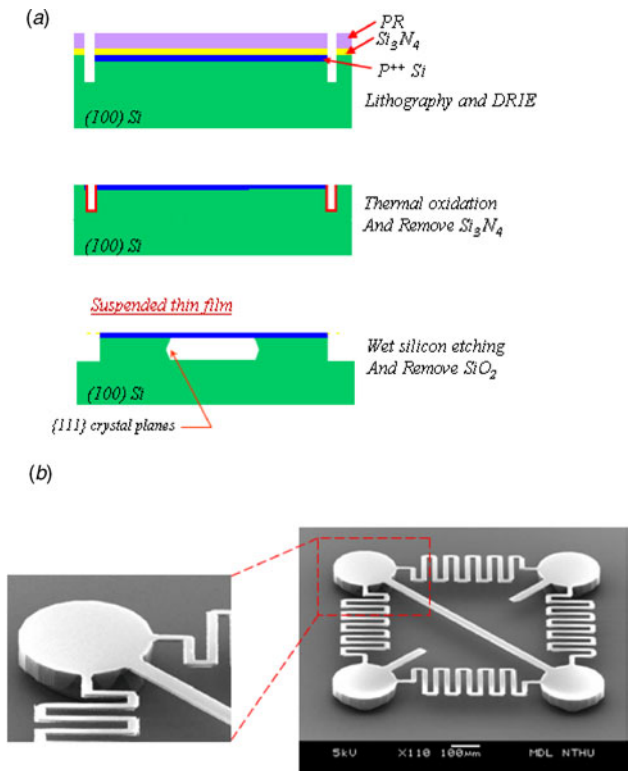 (a)
PR
Si₃N₄
P⁺⁺ Si
(100) Si
Lithography and DRIE
(100) Si
Thermal oxidation
And Remove Si₃N₄
Suspended thin film
(100) Si
Wet silicon etching
And Remove SiO₂
{111} crystal planes
(b)
5kV X110 100μm MDL NTHU